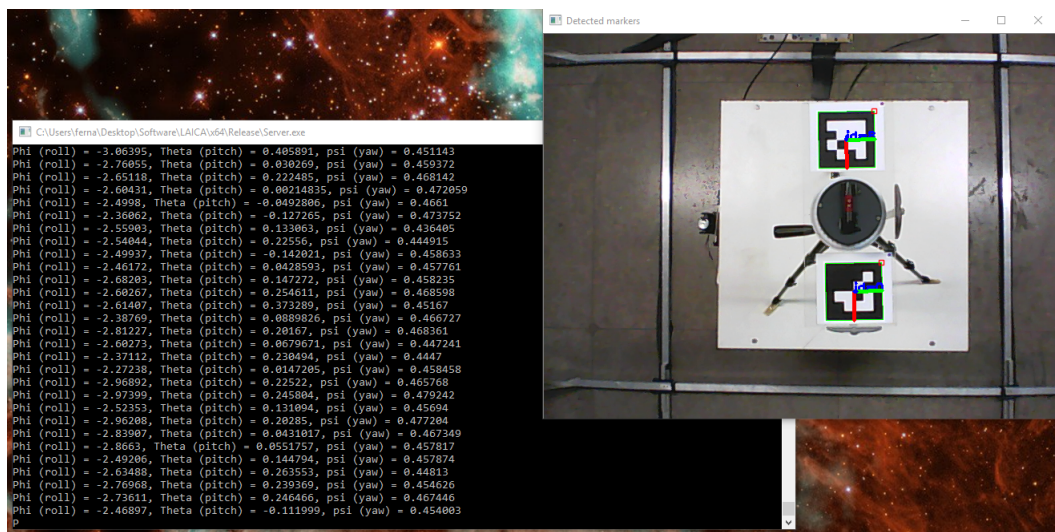 Detected markers
C:\Users\ferna\Desktop\Software\LAICA\x64\Release\Server.exe
Phi (roll) = -3.06395, Theta (pitch) = 0.405891, psi (yaw) = 0.451143
Phi (roll) = -2.76055, Theta (pitch) = 0.030269, psi (yaw) = 0.459372
Phi (roll) = -2.65118, Theta (pitch) = 0.222485, psi (yaw) = 0.468142
Phi (roll) = -2.60431, Theta (pitch) = 0.00214835, psi (yaw) = 0.472059
Phi (roll) = -2.4998, Theta (pitch) = -0.0492806, psi (yaw) = 0.4661
Phi (roll) = -2.36062, Theta (pitch) = -0.127265, psi (yaw) = 0.473752
Phi (roll) = -2.55903, Theta (pitch) = 0.133063, psi (yaw) = 0.436405
Phi (roll) = -2.54044, Theta (pitch) = 0.22556, psi (yaw) = 0.444915
Phi (roll) = -2.49937, Theta (pitch) = -0.142021, psi (yaw) = 0.458633
Phi (roll) = -2.46172, Theta (pitch) = 0.0428593, psi (yaw) = 0.457761
Phi (roll) = -2.68203, Theta (pitch) = 0.147272, psi (yaw) = 0.458235
Phi (roll) = -2.60267, Theta (pitch) = 0.254611, psi (yaw) = 0.468598
Phi (roll) = -2.61407, Theta (pitch) = 0.373289, psi (yaw) = 0.45167
Phi (roll) = -2.38769, Theta (pitch) = 0.0889826, psi (yaw) = 0.466727
Phi (roll) = -2.81227, Theta (pitch) = 0.20167, psi (yaw) = 0.468361
Phi (roll) = -2.60273, Theta (pitch) = 0.0679671, psi (yaw) = 0.447241
Phi (roll) = -2.37112, Theta (pitch) = 0.230494, psi (yaw) = 0.4447
Phi (roll) = -2.27238, Theta (pitch) = 0.0147205, psi (yaw) = 0.458458
Phi (roll) = -2.96892, Theta (pitch) = 0.22522, psi (yaw) = 0.465768
Phi (roll) = -2.97399, Theta (pitch) = 0.245804, psi (yaw) = 0.479242
Phi (roll) = -2.52353, Theta (pitch) = 0.131094, psi (yaw) = 0.45694
Phi (roll) = -2.96208, Theta (pitch) = 0.20285, psi (yaw) = 0.477204
Phi (roll) = -2.83907, Theta (pitch) = 0.0431017, psi (yaw) = 0.467349
Phi (roll) = -2.8663, Theta (pitch) = 0.0551757, psi (yaw) = 0.457817
Phi (roll) = -2.49206, Theta (pitch) = 0.144794, psi (yaw) = 0.457874
Phi (roll) = -2.63488, Theta (pitch) = 0.263553, psi (yaw) = 0.44813
Phi (roll) = -2.76968, Theta (pitch) = 0.239369, psi (yaw) = 0.454626
Phi (roll) = -2.73611, Theta (pitch) = 0.246466, psi (yaw) = 0.467446
Phi (roll) = -2.46897, Theta (pitch) = -0.111999, psi (yaw) = 0.454003
P